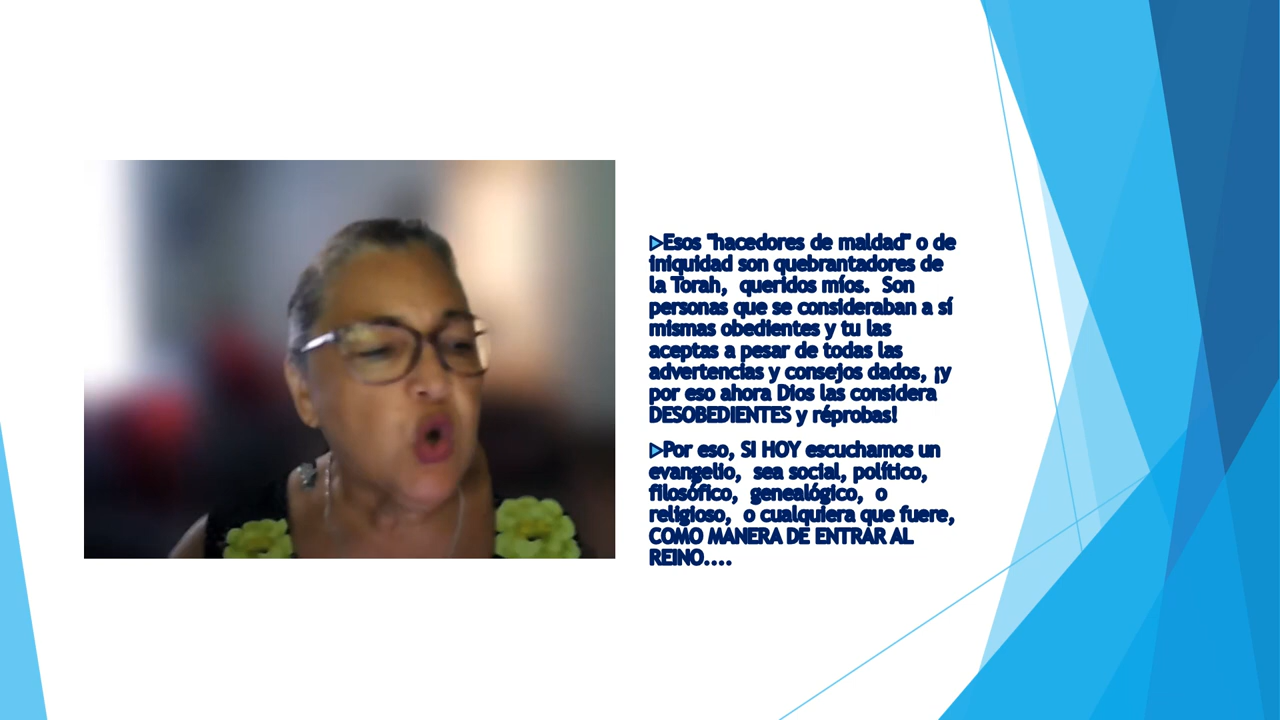 Esos "hacedores de maldad" o de
iniquidad son quebrantadores de
la Torah, queridos míos. Son
personas que se consideraban a sí
mismas obedientes y tu las
aceptas a pesar de todas las
advertencias y consejos dados, ¡y
por eso ahora Dios las considera
DESOBEDIENTES y réprobas!
Por eso, SI HOY escuchamos un
evangelio, sea social, político,
filosófico, genealógico, o
religioso, o cualquiera que fuere,
COMO MANERA DE ENTRAR AL
REINO....